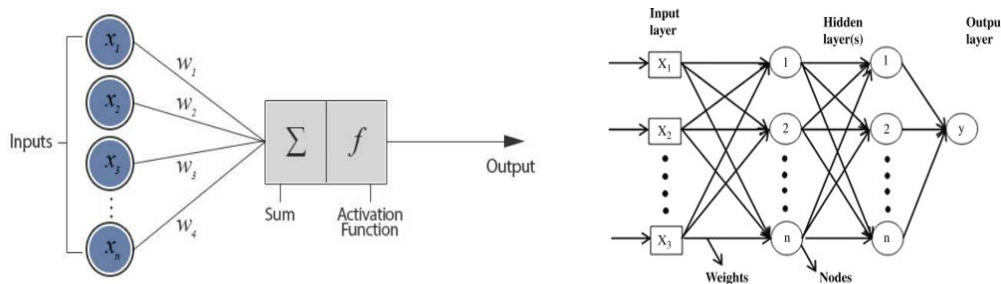 x1
w1
x2
w2
Inputs
x3
w3
xn
w4
Σ
f
Output
Sum
Activation
Function
Input
layer
Hidden
layer(s)
Outpu
layer
X1
1
1
X2
2
2
y
X3
n
n
Weights
Nodes